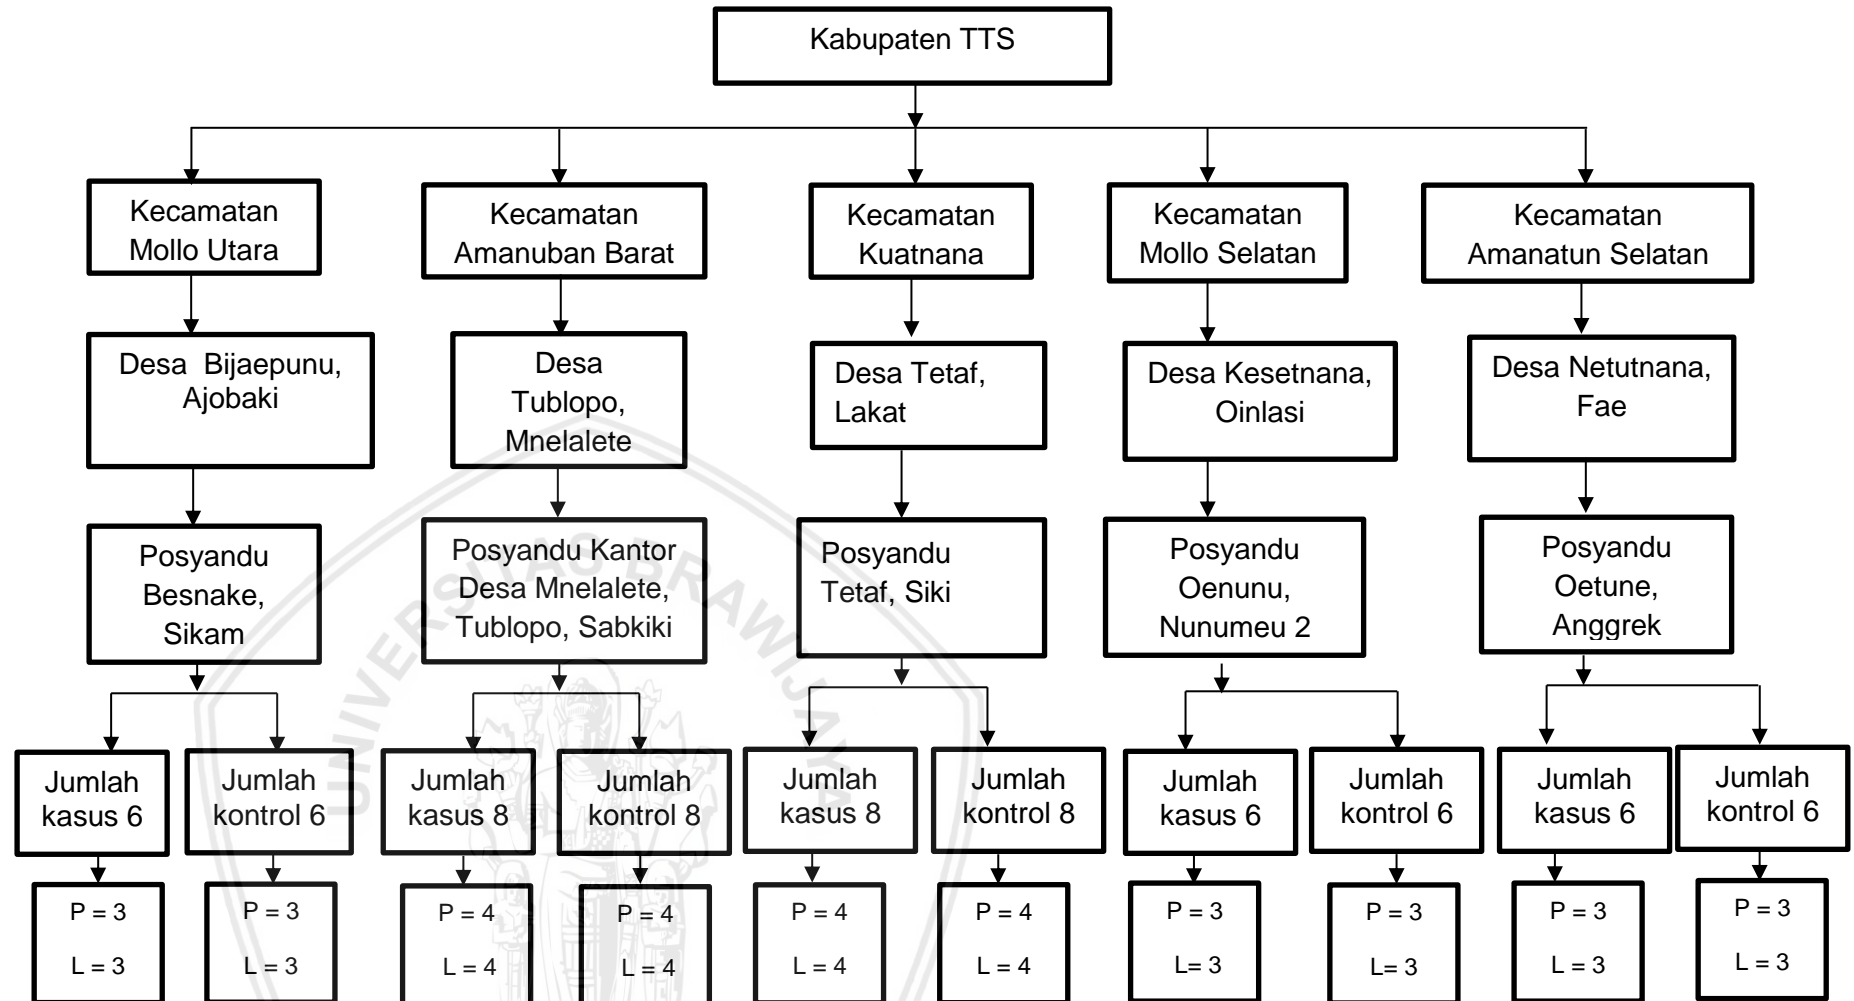 Kabupaten TTS
Kecamatan
Mollo Utara
Kecamatan
Amanuban Barat
Kecamatan
Kuatnana
Kecamatan
Mollo Selatan
Kecamatan
Amanatun Selatan
Desa  Bijaepunu,
Ajobaki
Desa
Tublopo,
Mnelalete
Desa Tetaf,
Lakat
Desa Kesetnana,
Oinlasi
Desa Netutnana,
Fae
Posyandu
Besnake,
Sikam
Posyandu Kantor
Desa Mnelalete,
Tublopo, Sabkiki
Posyandu
Tetaf, Siki
Posyandu
Oenunu,
Nunumeu 2
Posyandu
Oetune,
Anggrek
Jumlah
kasus 6
Jumlah
kontrol 6
Jumlah
kasus 8
Jumlah
kontrol 8
Jumlah
kasus 8
Jumlah
kontrol 8
Jumlah
kasus 6
Jumlah
kontrol 6
Jumlah
kasus 6
Jumlah
kontrol 6
P = 3
L = 3
P = 3
L = 3
P = 4
L = 4
P = 4
L = 4
P = 4
L = 4
P = 4
L = 4
P = 3
L= 3
P = 3
L= 3
P = 3
L = 3
P = 3
L = 3
UNIVERSITAS BRAWIJAYA